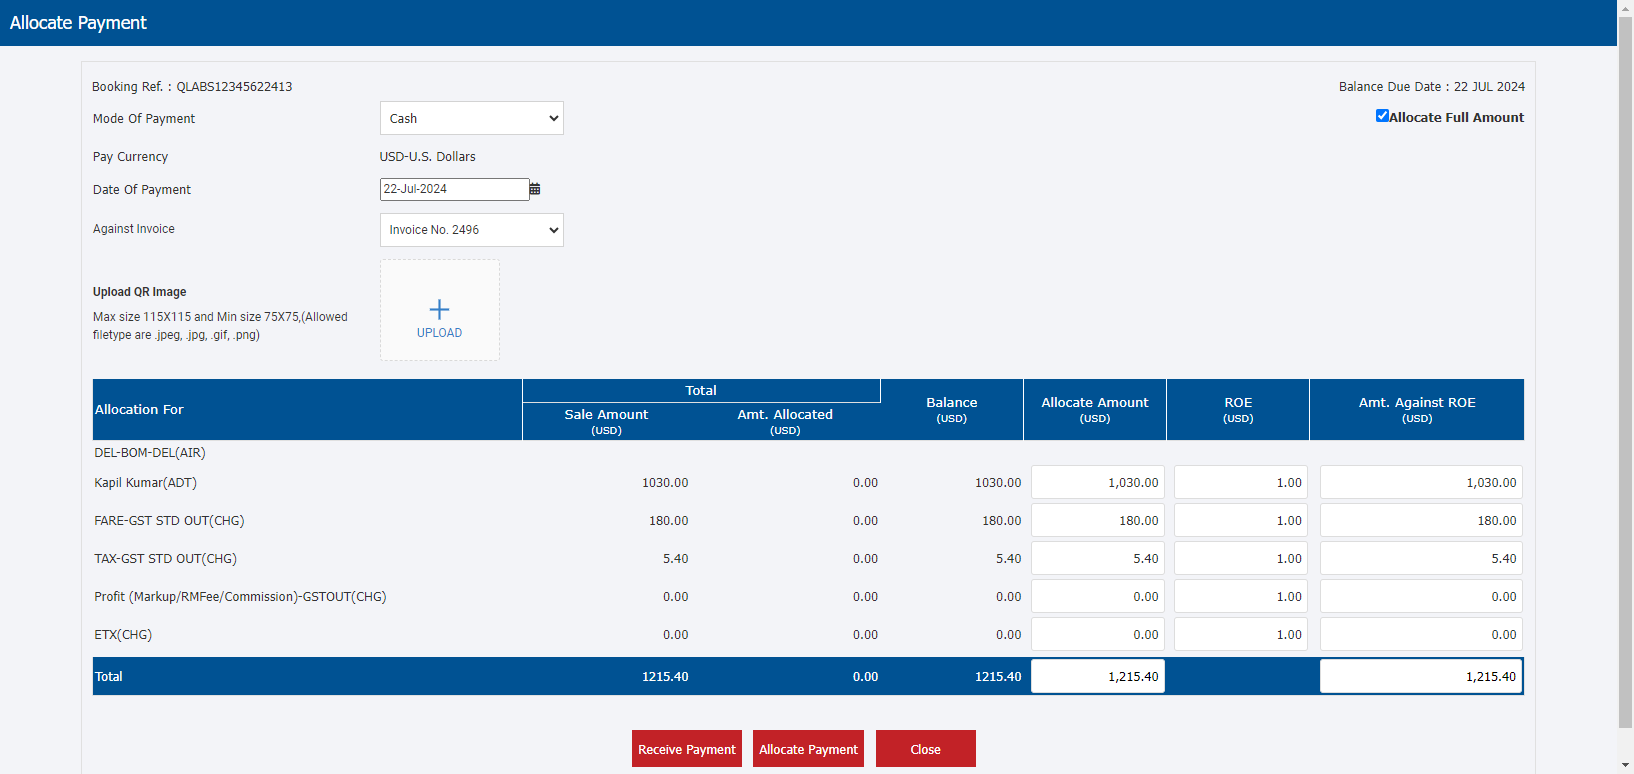 Allocate Payment
Booking Ref. : QLABS12345622413
Balance Due Date : 22 JUL 2024
Mode Of Payment
Cash
Allocate Full Amount
Pay Currency
USD-U.S. Dollars
Date Of Payment
22-Jul-2024
Against Invoice
Invoice No. 2496
Upload QR Image
Max size 115X115 and Min size 75X75,(Allowed
filetype are .jpeg, .jpg, .gif, .png)
UPLOAD
Allocation For
Total
Sale Amount
(USD)
Amt. Allocated
(USD)
Balance
(USD)
Allocate Amount
(USD)
ROE
(USD)
Amt. Against ROE
(USD)
DEL-BOM-DEL(AIR)
Kapil Kumar(ADT) 1030.00 0.00 1030.00 1,030.00 1.00 1,030.00
FARE-GST STD OUT(CHG) 180.00 0.00 180.00 180.00 1.00 180.00
TAX-GST STD OUT(CHG) 5.40 0.00 5.40 5.40 1.00 5.40
Profit (Markup/RMFee/Commission)-GSTOUT(CHG) 0.00 0.00 0.00 0.00 1.00 0.00
ETX(CHG) 0.00 0.00 0.00 0.00 1.00 0.00
Total 1215.40 0.00 1215.40 1,215.40 1,215.40
Receive Payment
Allocate Payment
Close